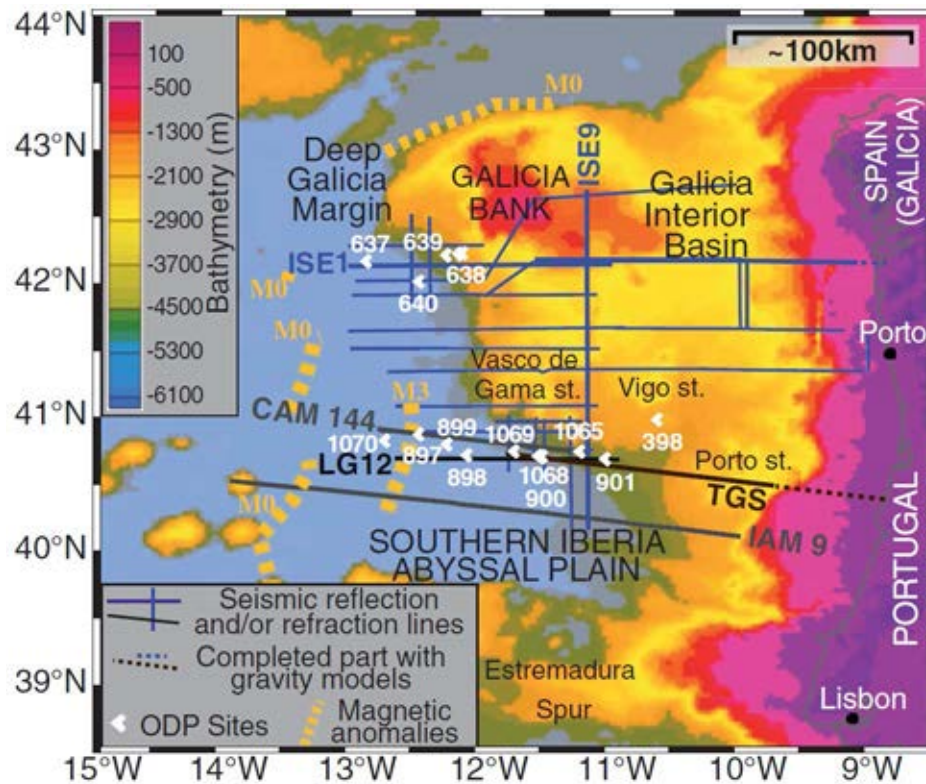 44°N
43°N
42°N
41°N
40°N
39°N
15°W
14°W
13°W
12°W
11°W
10°W
9°W
100
-500
-1300
-2100
-2900
-3700
-4500
-5300
-6100
Bathymetry (m)
~100km
M0
Deep
Galicia
Margin
GALICIA
BANK
ISE9
Galicia
Interior
Basin
SPAIN
(GALICIA)
637
639
638
640
ISE1
M0
M0
Porto
Vasco de
Gama st.
Vigo st.
M3
CAM 144
899
1069
1065
398
1070
897
LG12
898
1068
900
901
Porto st.
TGS
M0
IAM 9
SOUTHERN IBERIA
ABYSSAL PLAIN
PORTUGAL
Estremadura
Spur
Lisbon
Seismic reflection
and/or refraction lines
Completed part with
gravity models
ODP Sites
Magnetic
anomalies